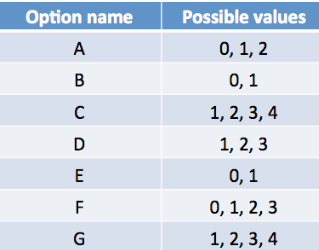 Option name Possible values
A 0, 1, 2
B 0, 1
C 1, 2, 3, 4
D 1, 2, 3
E 0, 1
F 0, 1, 2, 3
G 1, 2, 3, 4